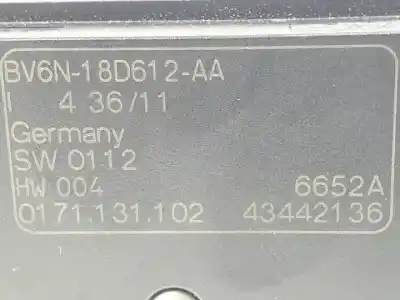 BV6N-18D612-AA
I 4 36/11
Germany
SW 0112
HW 004 6652A
0171.131.102 43442136